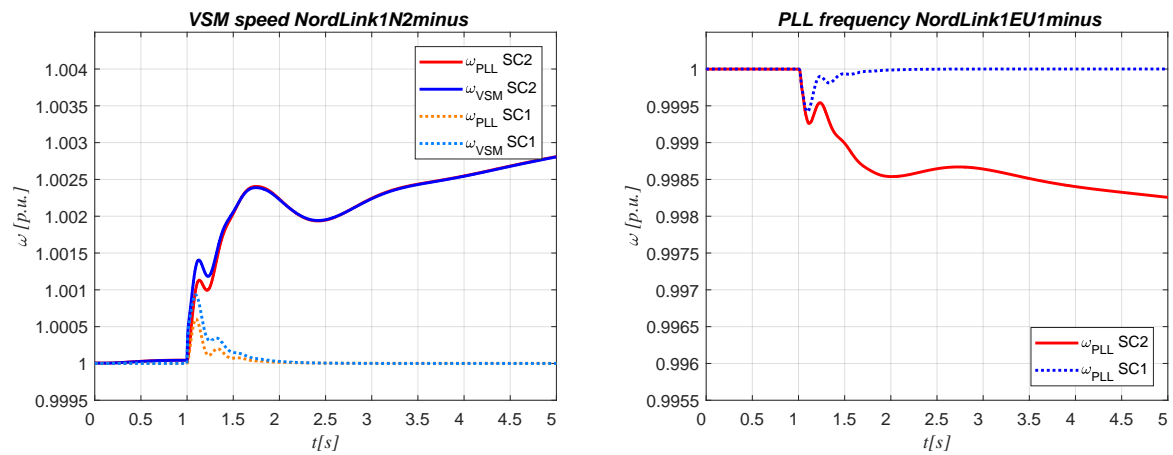 VSM speed NordLink1N2minus
1.004
1.0035
1.003
1.0025
1.002
1.0015
1.001
1.0005
1
0.9995
ω [p.u.]
ω_PLL SC2
ω_VSM SC2
ω_PLL SC1
ω_VSM SC1
0 0.5 1 1.5 2 2.5 3 3.5 4 4.5 5
t[s]
PLL frequency NordLink1EU1minus
1
0.9995
0.999
0.9985
0.998
0.9975
0.997
0.9965
0.996
0.9955
ω [p.u.]
ω_PLL SC2
ω_PLL SC1
0 0.5 1 1.5 2 2.5 3 3.5 4 4.5 5
t[s]